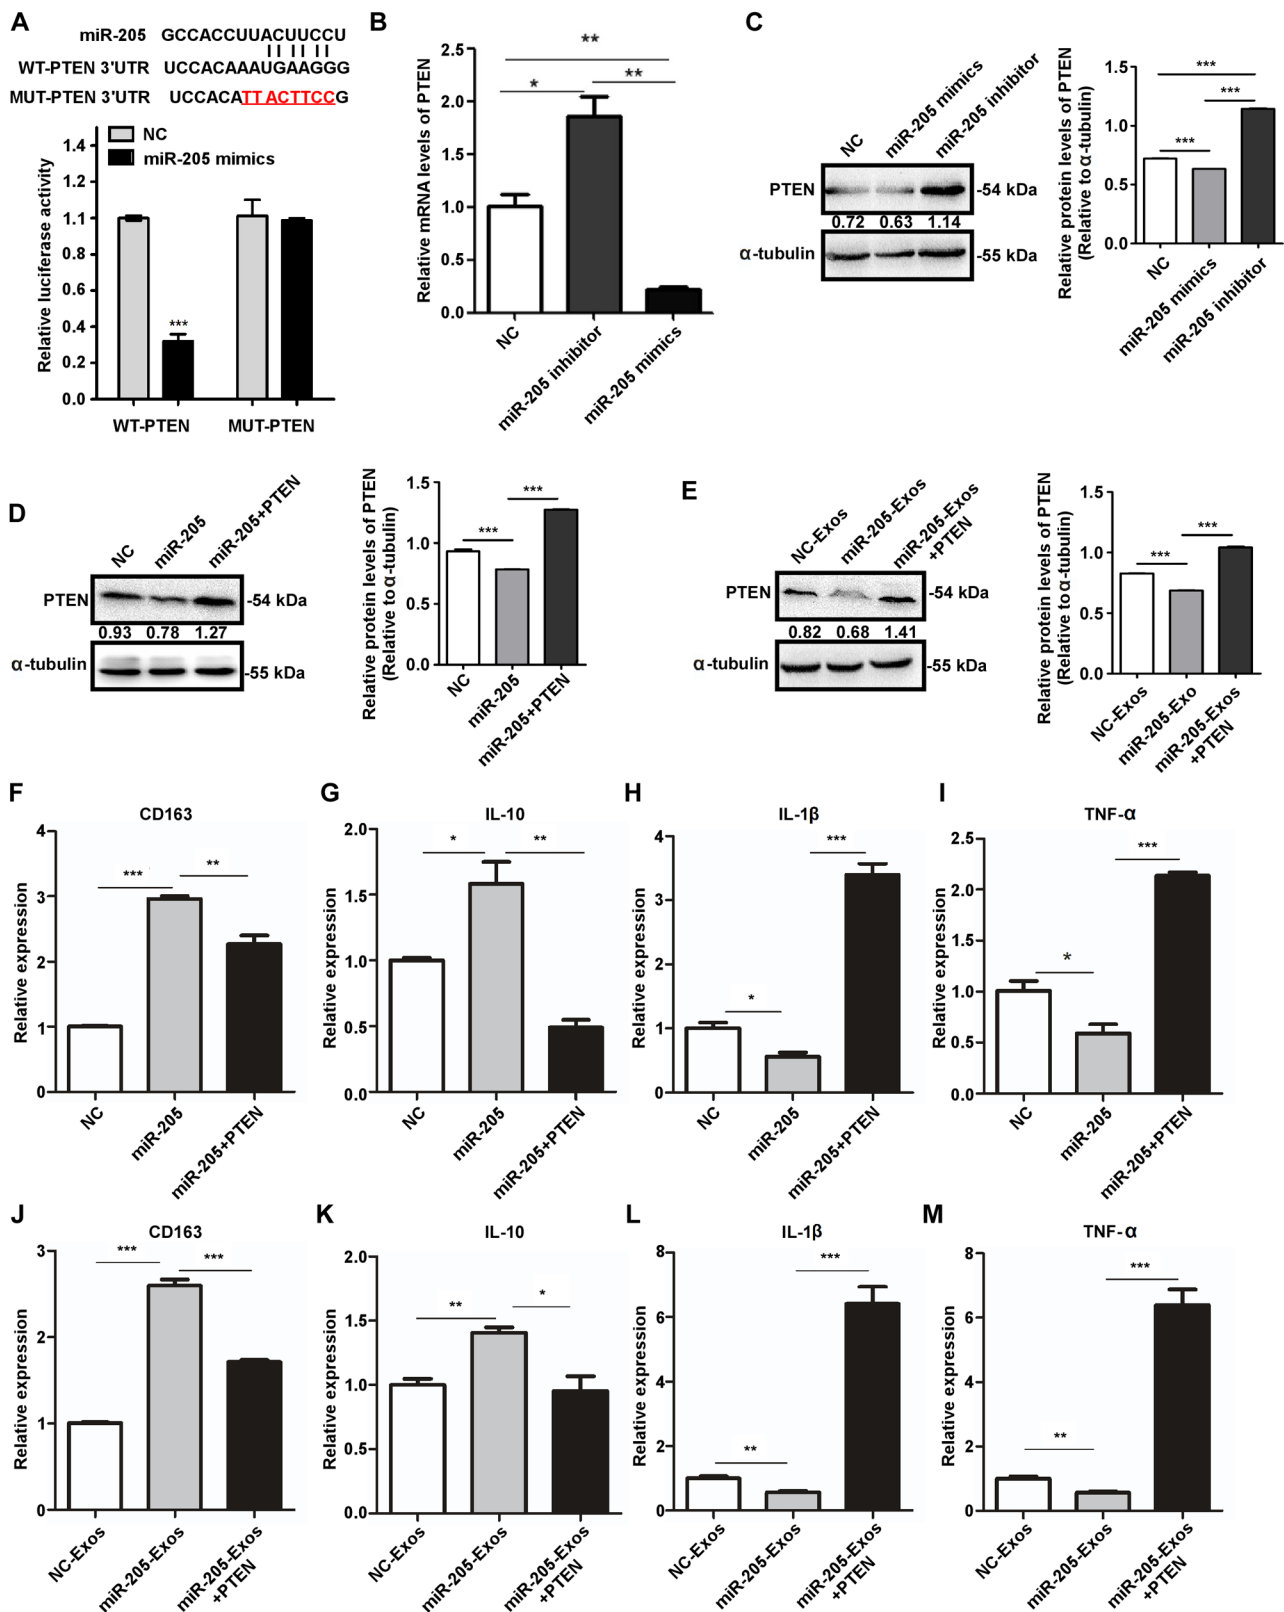 A
miR-205 GCCACCUUACUUCCU
WT-PTEN 3'UTR UCCACAAAUGAAGGG
MUT-PTEN 3'UTR UCCACATTACTTCCG
NC
miR-205 mimics
Relative luciferase activity
1.4
1.2
1.1
0.8
0.6
0.4
0.2
0.0
***
WT-PTEN MUT-PTEN
B
Relative mRNA levels of PTEN
2.5
2.0
1.5
1.0
0.5
0.0
**
* **
NC
miR-205 inhibitor
miR-205 mimics
C
NC
miR-205 mimics
miR-205 inhibitor
PTEN -54 kDa
0.72 0.63 1.14
α-tubulin -55 kDa
Relative protein levels of PTEN
(Relative to α-tubulin)
1.5
1.0
0.5
0.0
***
***
***
NC
miR-205 mimics
miR-205 inhibitor
D
NC
miR-205
miR-205+PTEN
PTEN -54 kDa
0.93 0.78 1.27
α-tubulin -55 kDa
Relative protein levels of PTEN
(Relative to α-tubulin)
1.5
1.0
0.5
0.0
***
***
NC
miR-205
miR-205+PTEN
E
NC-Exos
miR-205-Exos
miR-205-Exos
+PTEN
PTEN -54 kDa
0.82 0.68 1.41
α-tubulin -55 kDa
Relative protein levels of PTEN
(Relative to α-tubulin)
1.5
1.0
0.5
0.0
***
***
NC-Exos
miR-205-Exo
miR-205-Exos
+PTEN
F
CD163
Relative expression
4
3
2
1
0
*** **
NC
miR-205
miR-205+PTEN
G
IL-10
Relative expression
2.0
1.5
1.0
0.5
0.0
* **
NC
miR-205
miR-205+PTEN
H
IL-1β
Relative expression
4
3
2
1
0
***
*
NC
miR-205
miR-205+PTEN
I
TNF-α
Relative expression
2.5
2.0
1.5
1.0
0.5
0.0
***
*
NC
miR-205
miR-205+PTEN
J
CD163
Relative expression
3
2
1
0
*** ***
NC-Exos
miR-205-Exos
miR-205-Exos
+PTEN
K
IL-10
Relative expression
2.0
1.5
1.0
0.5
0.0
** *
NC-Exos
miR-205-Exos
miR-205-Exos
+PTEN
L
IL-1β
Relative expression
8
6
4
2
0
***
**
NC-Exos
miR-205-Exos
miR-205-Exos
+PTEN
M
TNF-α
Relative expression
8
6
4
2
0
***
**
NC-Exos
miR-205-Exos
miR-205-Exos
+PTEN